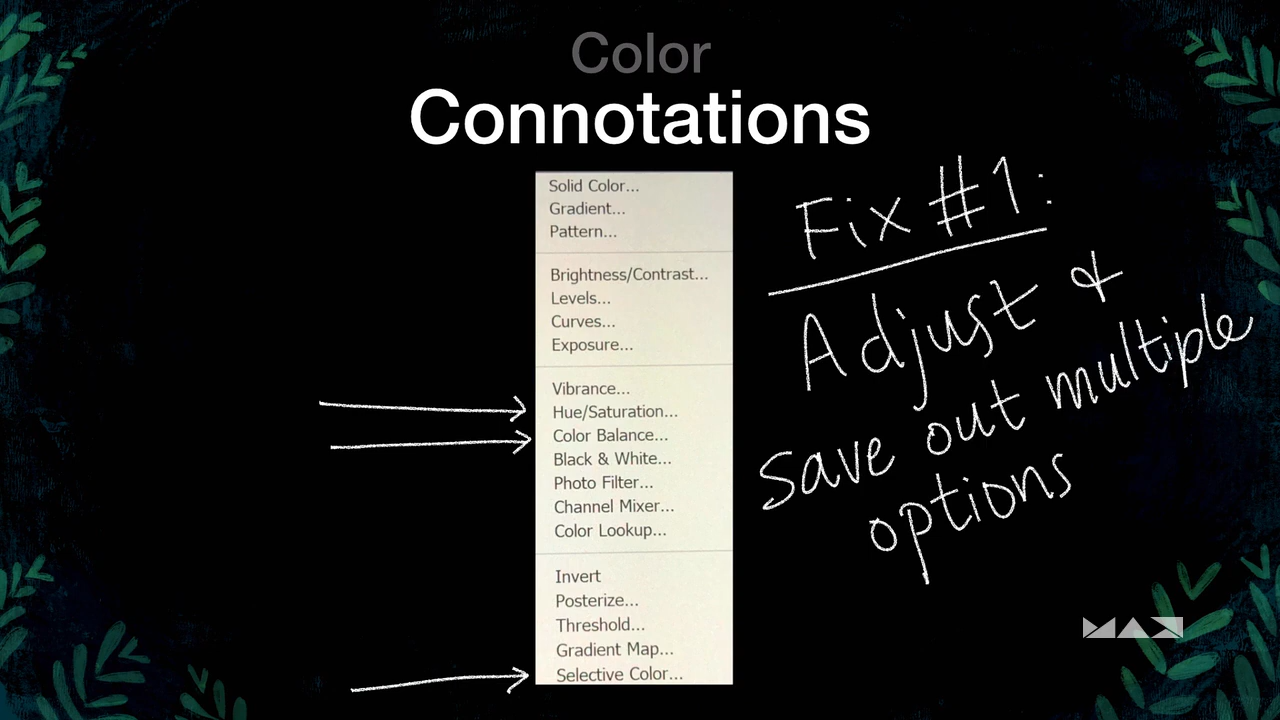 Color
Connotations
Solid Color...
Gradient...
Pattern...
Brightness/Contrast...
Levels...
Curves...
Exposure...
Vibrance...
Hue/Saturation...
Color Balance...
Black & White...
Photo Filter...
Channel Mixer...
Color Lookup...
Invert
Posterize...
Threshold...
Gradient Map...
Selective Color...
Fix #1:
Adjust &
save out multiple
options
MAX